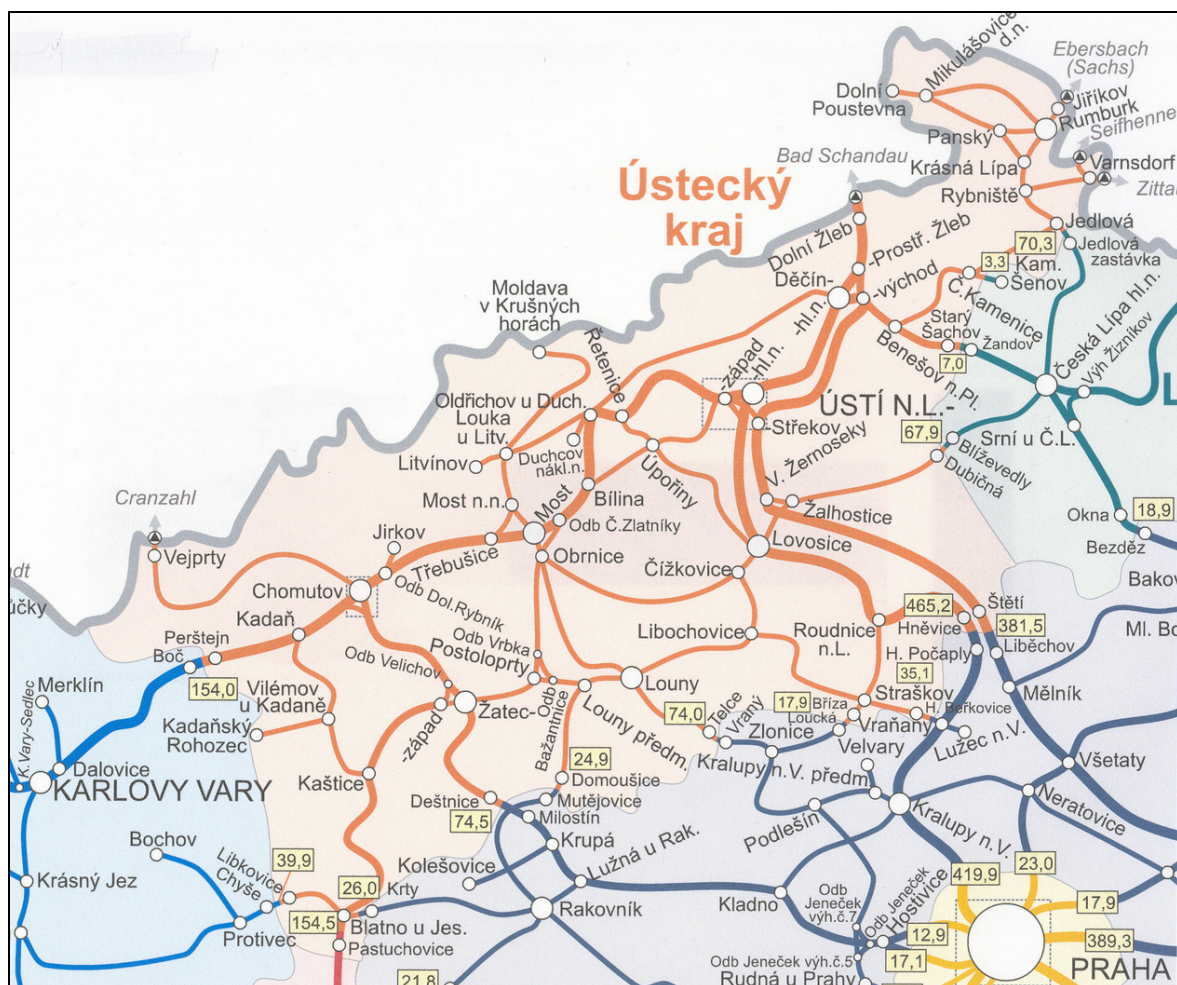 Mikulášovice
d.n.
Ebersbach
(Sachs)
Dolní
Poustevna
Jiříkov
Rumburk
Panský
Seifhenne
Bad Schandau
Krásná Lípa
Varnsdorf
Rybniště
Zittau
Ústecký
kraj
Jedlová
Dolní Žleb
-Prostř. Žleb
70,3
Jedlová
zastávka
3,3
Kam.
Šenov
Děčín-
-hl.n.
-východ
Č.Kamenice
Moldava
v Krušných
horách
Starý
Šachov
Žandov
Česká Lípa hl.n.
Výh Žizníkov
Řetenice
-západ
-hl.n.
Benešov n.Pl.
7,0
Oldřichov u Duch.
Louka
u Litv.
ÚSTÍ N.L.-
-Střekov
L
67,9
Srní u Č.L.
Litvínov
Duchcov
nákl.n.
Úpořiny
V. Žernoseky
Blíževedly
Dubičná
Cranzahl
Most n.n.
Most
Bílina
Žalhostice
Okna
18,9
Vejprty
Jirkov
Třebušice
Odb Č.Zlatníky
Lovosice
Bezděz
adt
Obrnice
Čížkovice
Chomutov
Odb Dol.Rybník
Bakov
ůčky
Kadaň
Odb Vrbka
Libochovice
465,2
Štětí
Roudnice
n.L.
Hněvice
381,5
Ml. Bo
Perštejn
Boč
Postoloprty
H. Počaply
Liběchov
Odb Velichov
35,1
Merklín
154,0
Vilémov
u Kadaně
Louny
17,9
Straškov
Mělník
K.Vary-Sedlec
Žatec-
-západ
Odb
Bažantnice
Louny předm.
74,0
Telce
Vraný
Bříza
Loucká
H. Beřkovice
Kadaňský
Rohozec
Zlonice
Vraňany
Velvary
Lužec n.V.
Dalovice
KARLOVY VARY
Kaštice
24,9
Domoušice
Kralupy n.V. předm.
Všetaty
Deštnice
Mutějovice
Neratovice
74,5
Milostín
Bochov
Krupá
Podlešín
Kralupy n.V.
Lužná u Rak.
Krásný Jez
Libkovice
Chyše
39,9
Kolešovice
23,0
419,9
26,0
Krty
Kladno
Odb
Jeneček
výh.č.7
Odb Jeneček
Hostivice
17,9
154,5
Blatno u Jes.
Rakovník
Protivec
Pastuchovice
12,9
389,3
Odb Jeneček výh.č.5
17,1
PRAHA
21,8
Rudná u Prahy